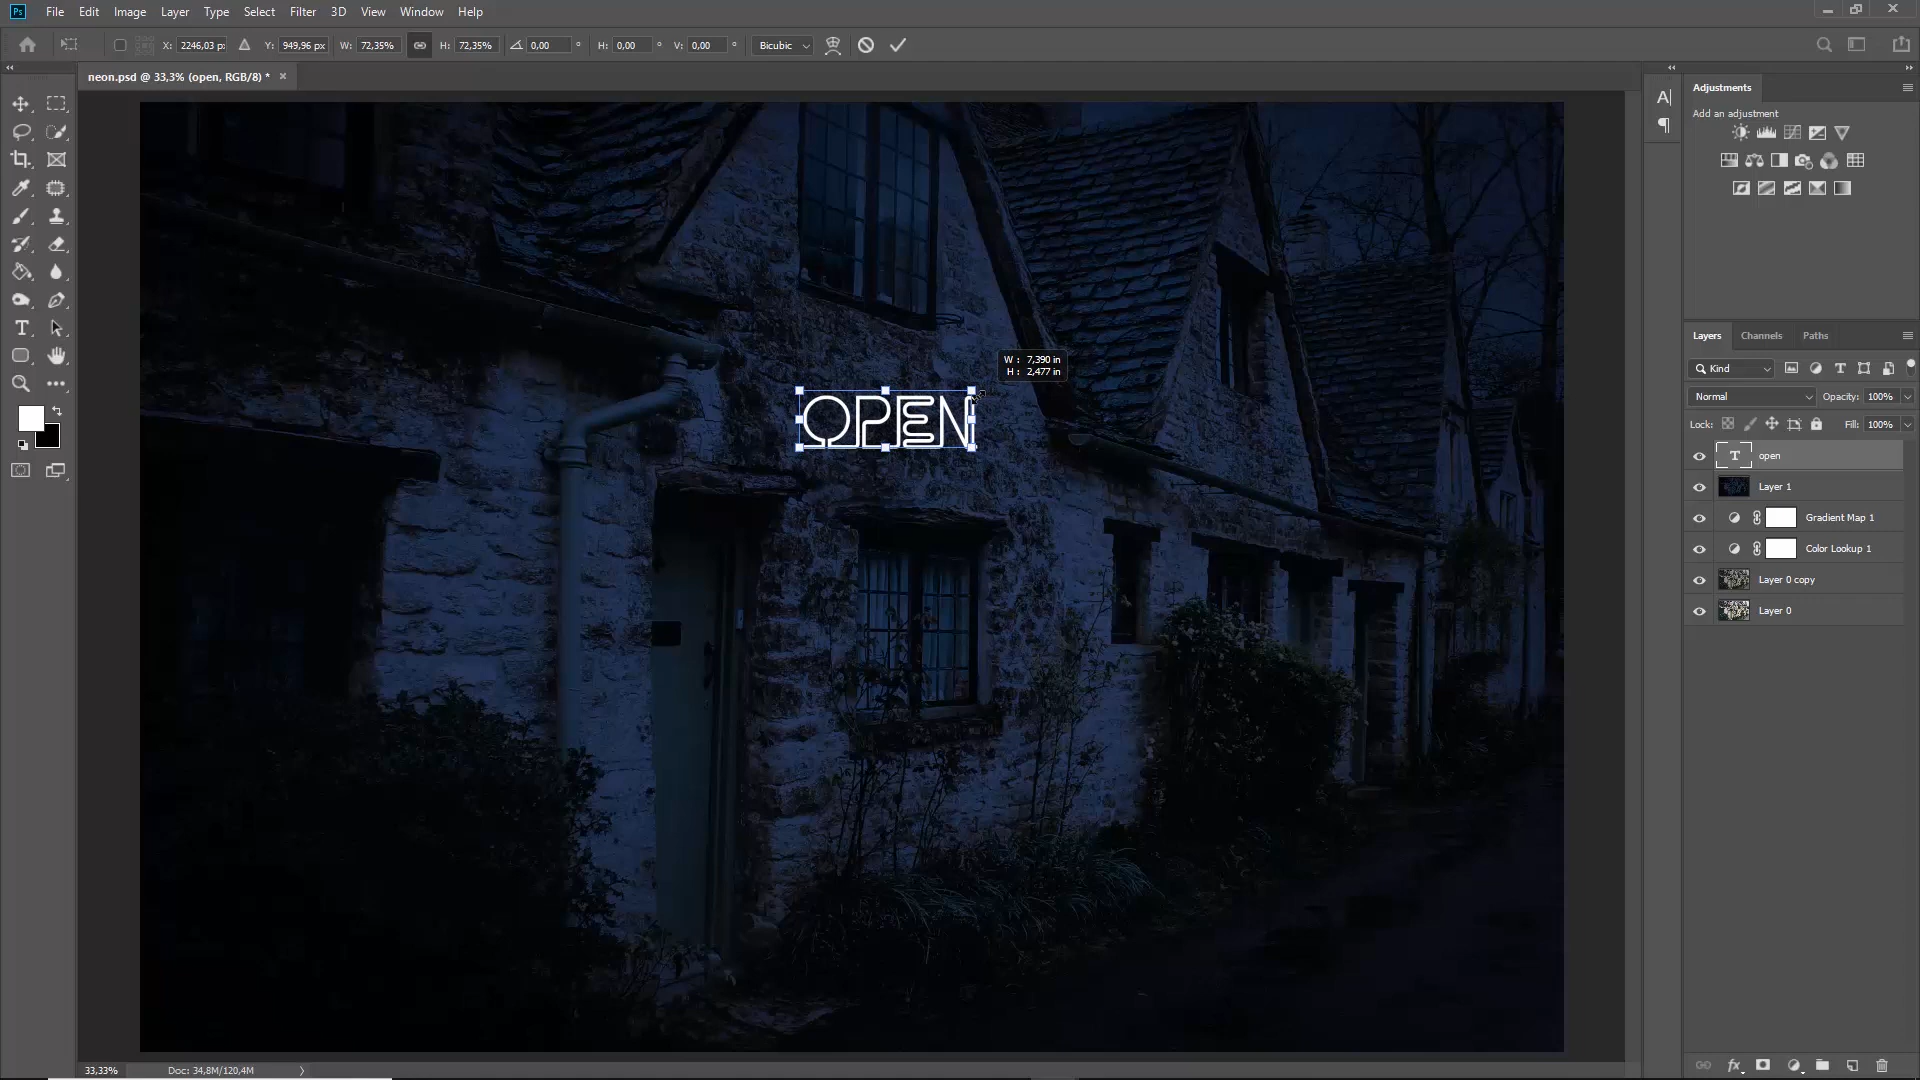 Ps File Edit Image Layer Type Select Filter 3D View Window Help
X: 2246,03 px Y: 949,96 px W: 72,35% H: 72,35% 0,00 ° H: 0,00 ° V: 0,00 ° Bicubic
neon.psd @ 33,3% (open, RGB/8) *
W : 7,390 in
H : 2,477 in
OPEN
Adjustments
Add an adjustment
Layers Channels Paths
Kind
Normal Opacity: 100%
Lock: Fill: 100%
T open
Layer 1
Gradient Map 1
Color Lookup 1
Layer 0 copy
Layer 0
33,33% Doc: 34,8M/120,4M